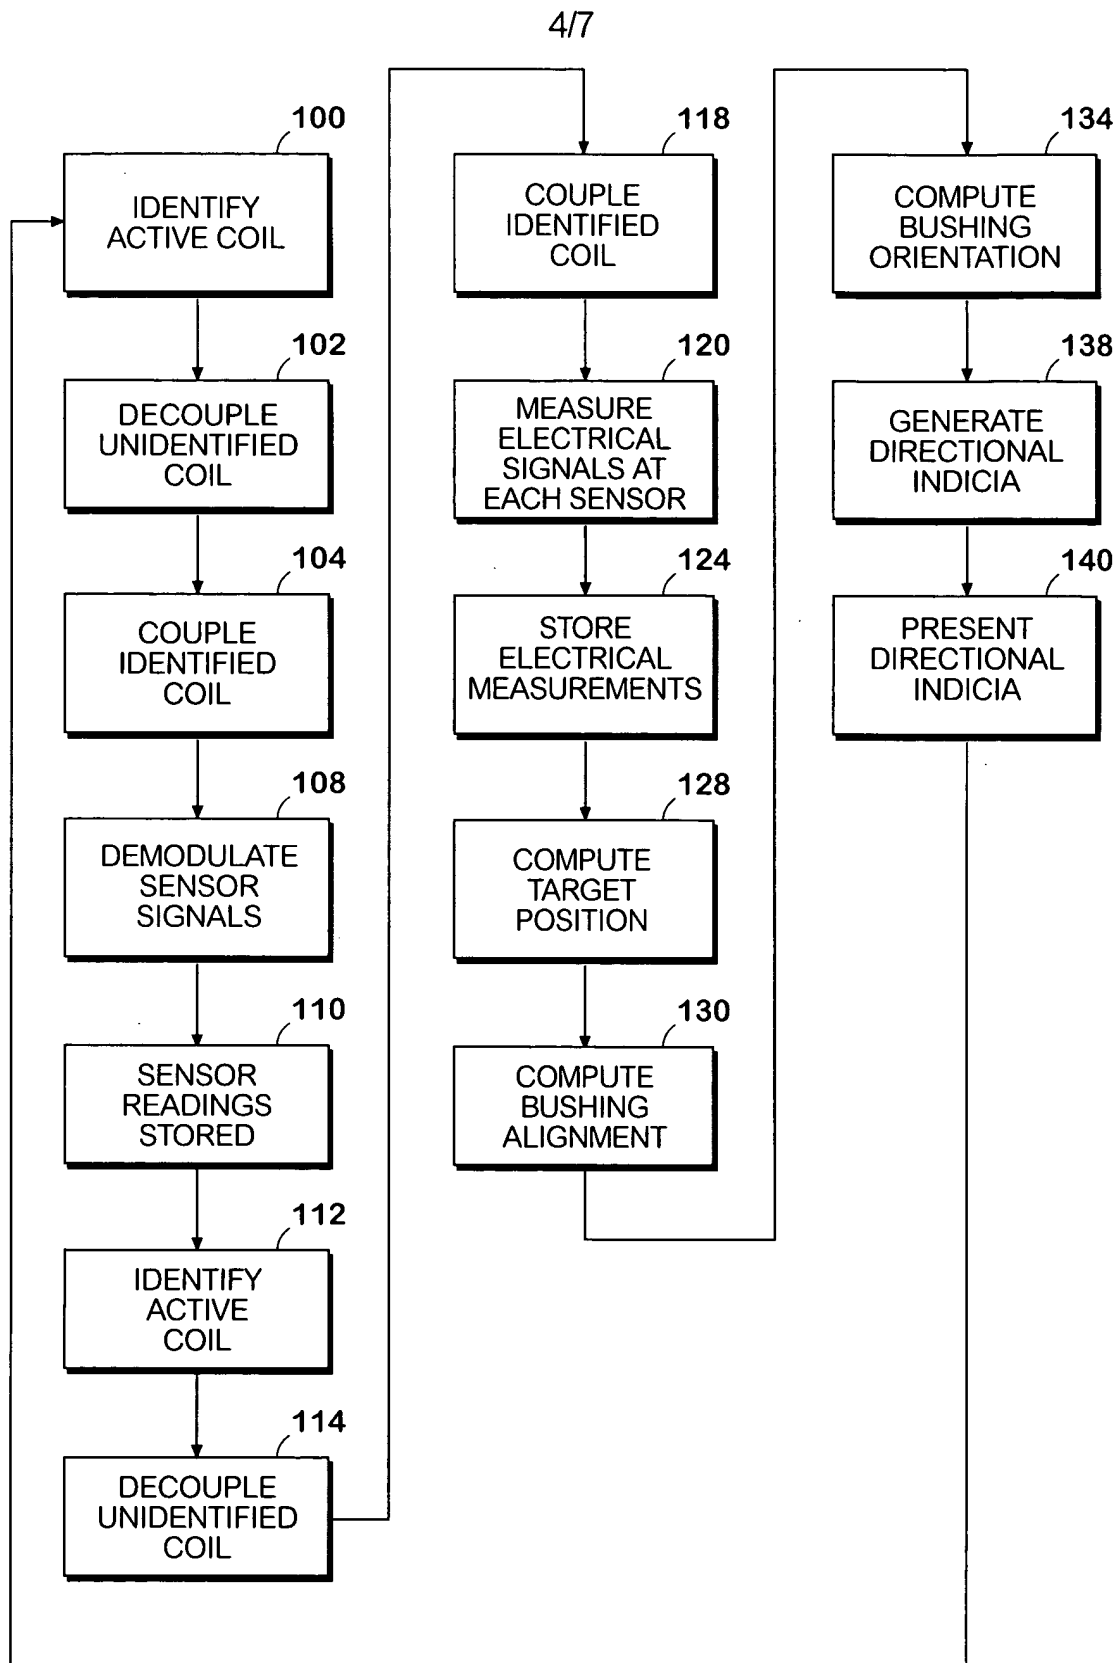 4/7
100
IDENTIFY
ACTIVE COIL
102
DECOUPLE
UNIDENTIFIED
COIL
104
COUPLE
IDENTIFIED
COIL
108
DEMODULATE
SENSOR
SIGNALS
110
SENSOR
READINGS
STORED
112
IDENTIFY
ACTIVE
COIL
114
DECOUPLE
UNIDENTIFIED
COIL
118
COUPLE
IDENTIFIED
COIL
120
MEASURE
ELECTRICAL
SIGNALS AT
EACH SENSOR
124
STORE
ELECTRICAL
MEASUREMENTS
128
COMPUTE
TARGET
POSITION
130
COMPUTE
BUSHING
ALIGNMENT
134
COMPUTE
BUSHING
ORIENTATION
138
GENERATE
DIRECTIONAL
INDICIA
140
PRESENT
DIRECTIONAL
INDICIA